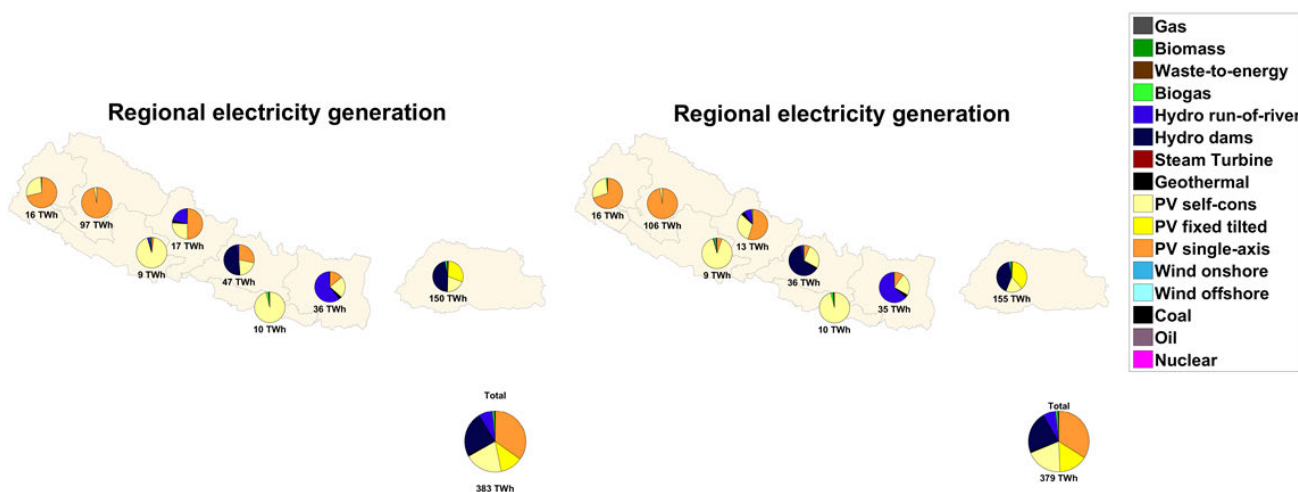 Regional electricity generation
16 TWh
97 TWh
17 TWh
9 TWh
47 TWh
36 TWh
10 TWh
150 TWh
Total
383 TWh
Regional electricity generation
16 TWh
106 TWh
13 TWh
9 TWh
36 TWh
35 TWh
10 TWh
155 TWh
Total
379 TWh
Gas
Biomass
Waste-to-energy
Biogas
Hydro run-of-river
Hydro dams
Steam Turbine
Geothermal
PV self-cons
PV fixed tilted
PV single-axis
Wind onshore
Wind offshore
Coal
Oil
Nuclear